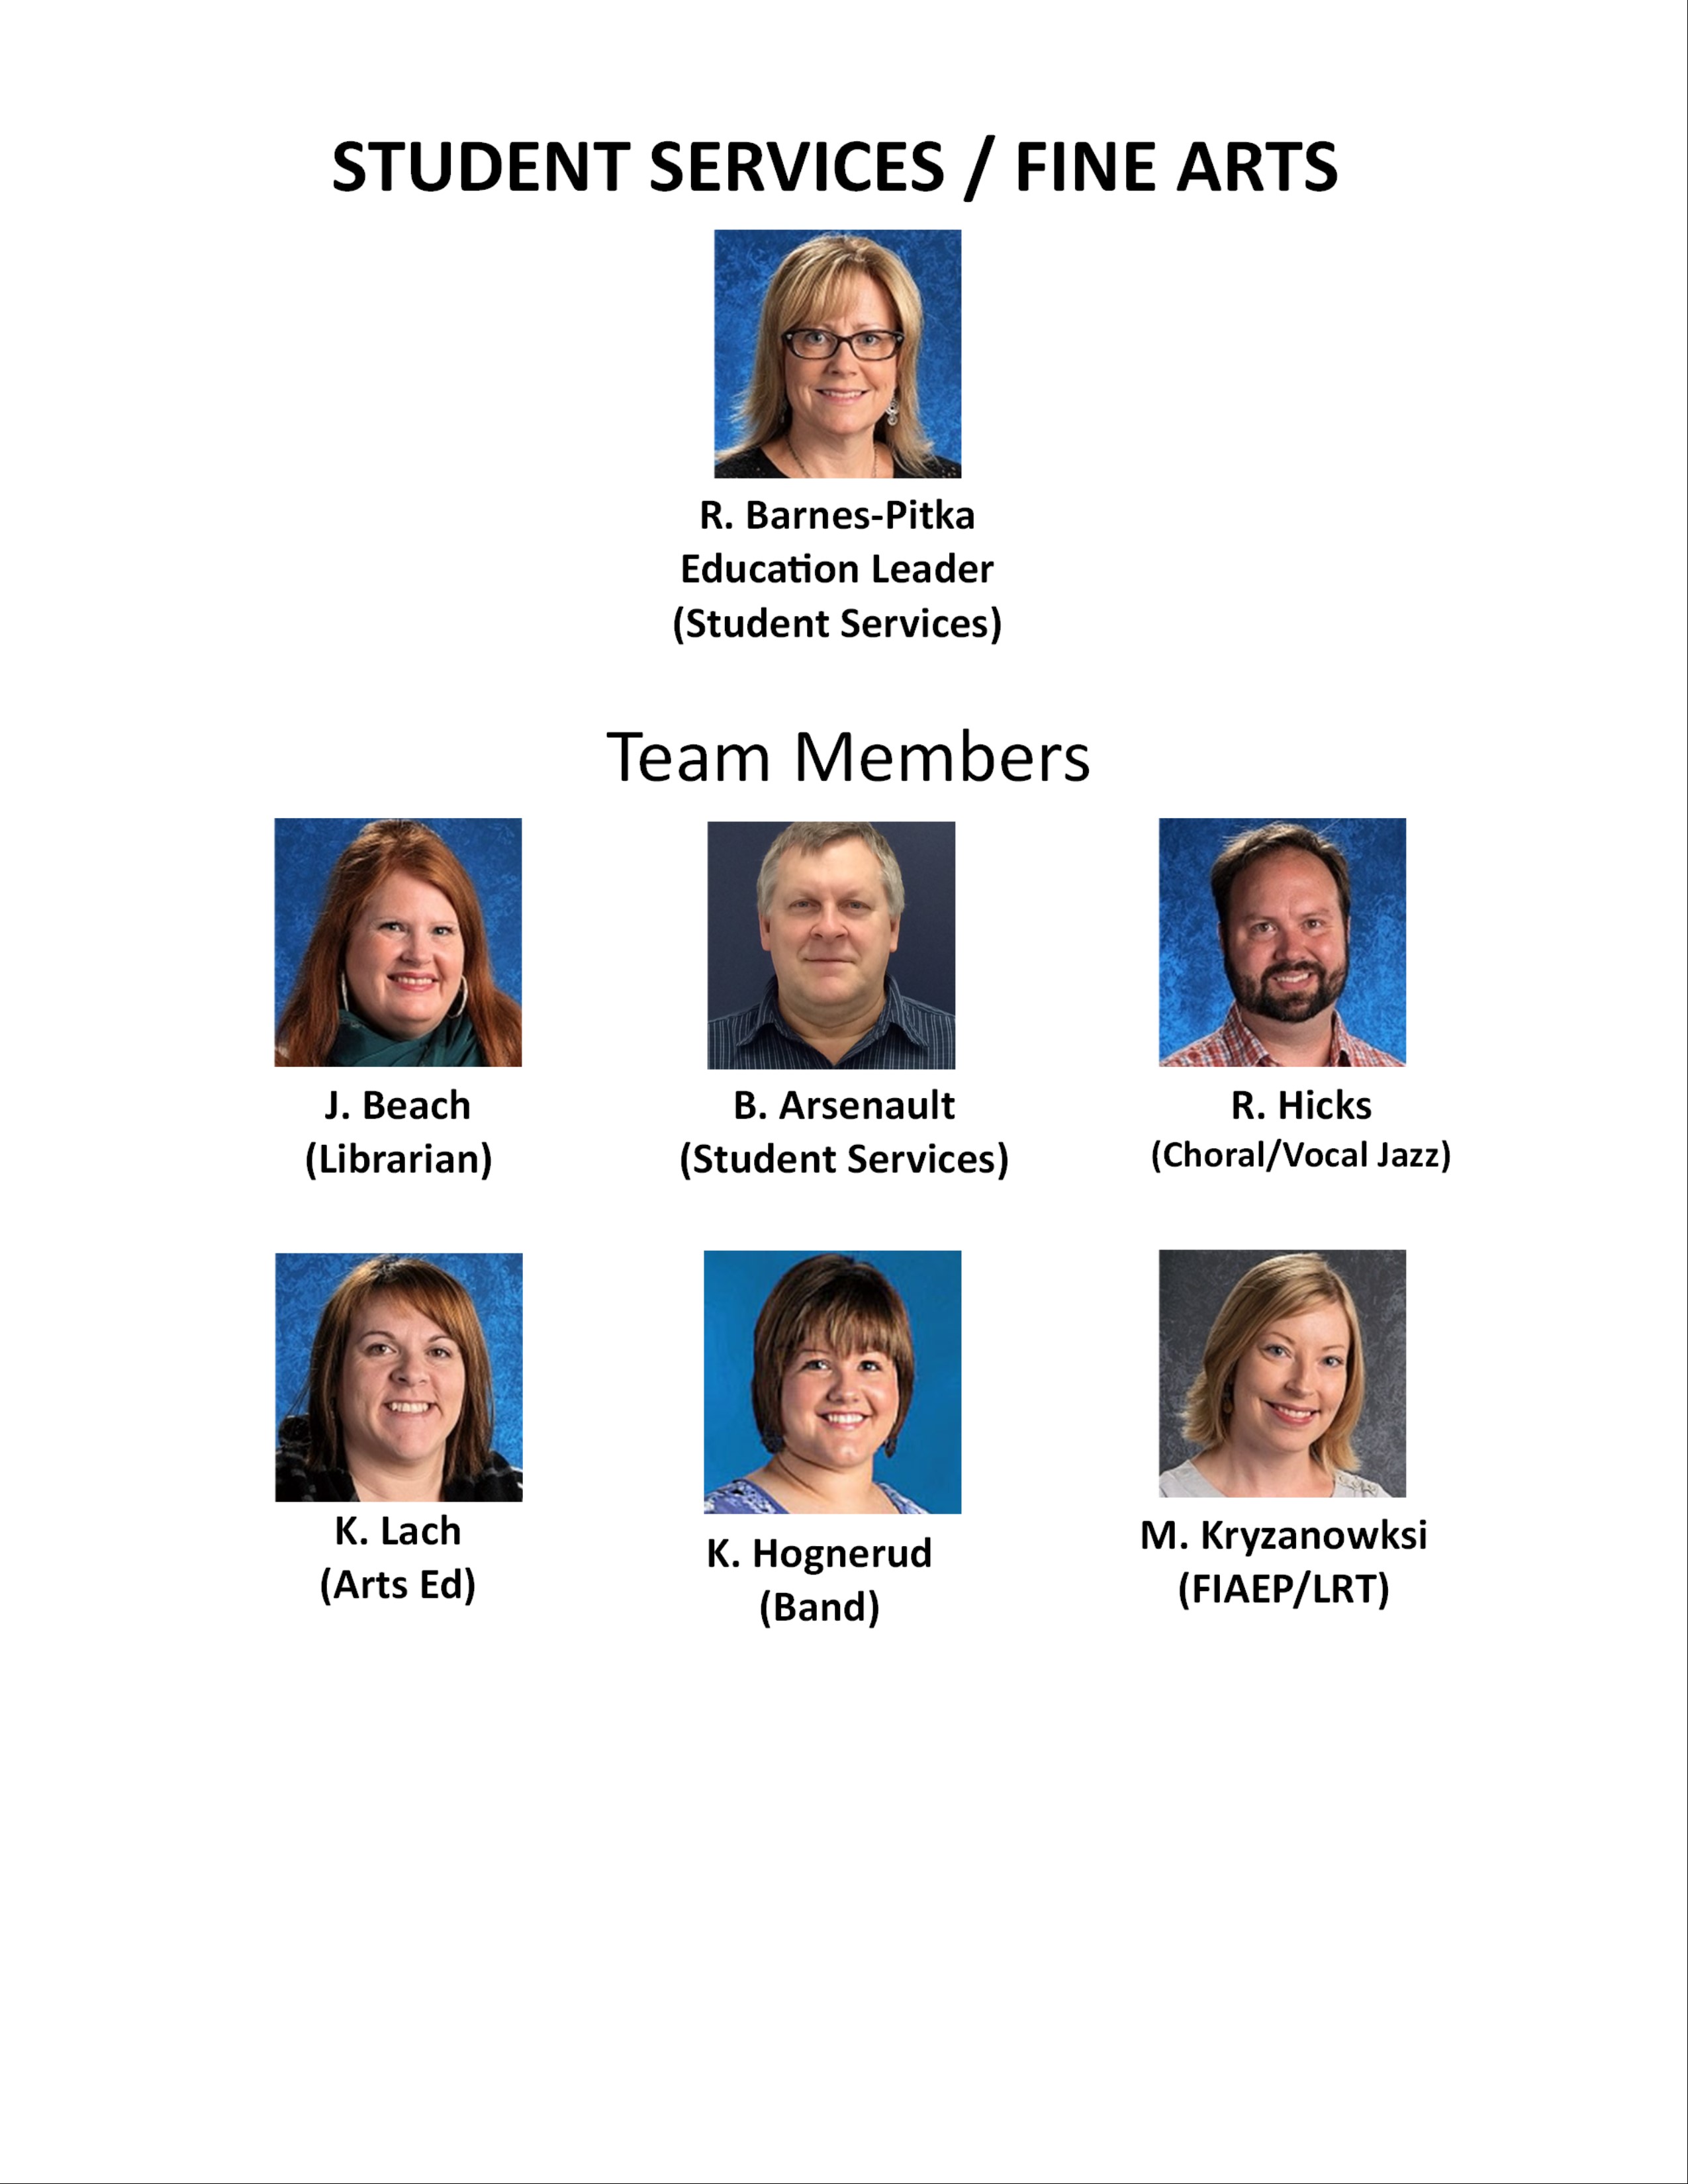 STUDENT SERVICES / FINE ARTS
R. Barnes-Pitka
Education Leader
(Student Services)
Team Members
J. Beach
(Librarian)
B. Arsenault
(Student Services)
R. Hicks
(Choral/Vocal Jazz)
K. Lach
(Arts Ed)
K. Hognerud
(Band)
M. Kryzanowksi
(FIAEP/LRT)